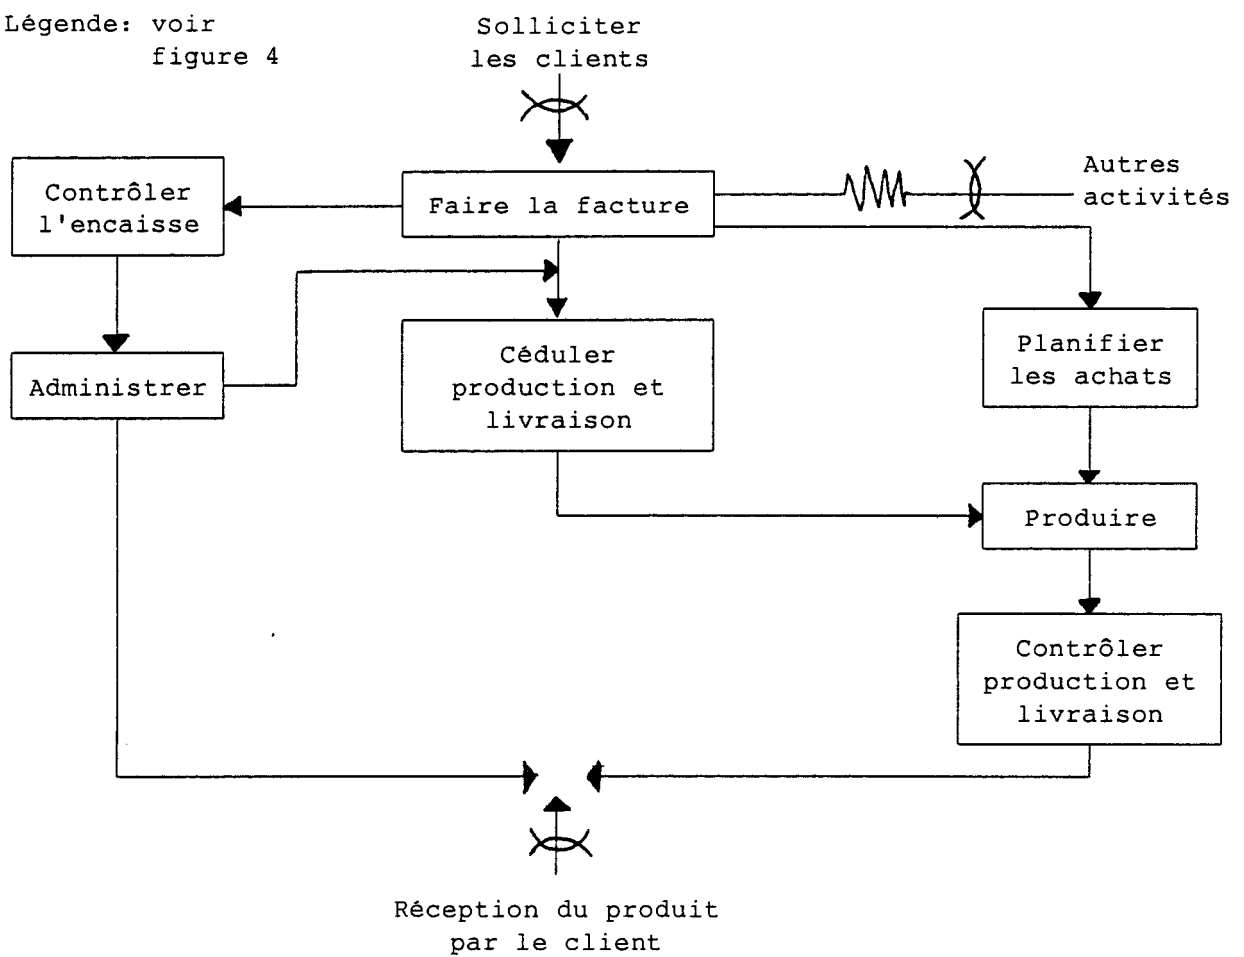 Légende: voir
figure 4
Solliciter
les clients
Contrôler
l'encaisse
Faire la facture
Autres
activités
Administrer
Céduler
production et
livraison
Planifier
les achats
Produire
Contrôler
production et
livraison
Réception du produit
par le client